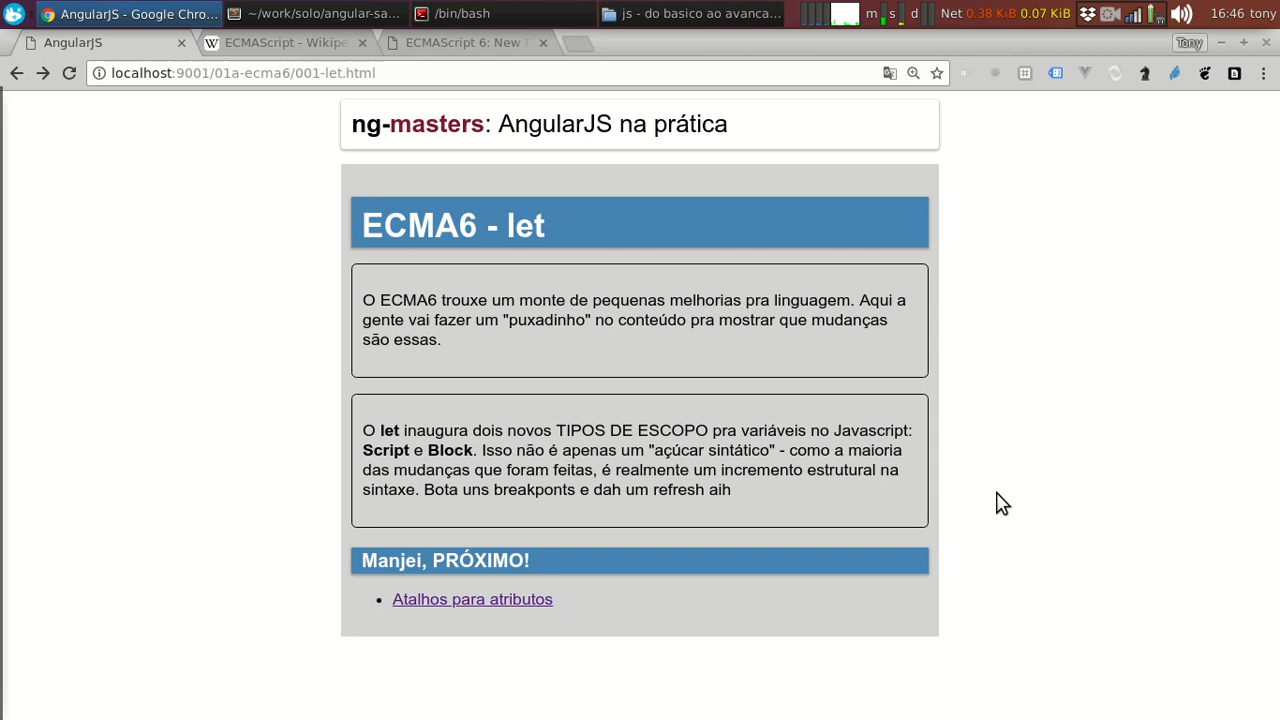 AngularJS - Google Chro...
~/work/solo/angular-sa...
/bin/bash
js - do basico ao avanca...
m s d
Net 0.38 KiB 0.07 KiB
16:46 tony
AngularJS
ECMAScript - Wikipe
ECMAScript 6: New
Tony
localhost:9001/01a-ecma6/001-let.html
ng-masters: AngularJS na prática
ECMA6 - let
O ECMA6 trouxe um monte de pequenas melhorias pra linguagem. Aqui a
gente vai fazer um "puxadinho" no conteúdo pra mostrar que mudanças
são essas.
O let inaugura dois novos TIPOS DE ESCOPO pra variáveis no Javascript:
Script e Block. Isso não é apenas um "açúcar sintático" - como a maioria
das mudanças que foram feitas, é realmente um incremento estrutural na
sintaxe. Bota uns breakponts e dah um refresh aih
Manjei, PRÓXIMO!
Atalhos para atributos